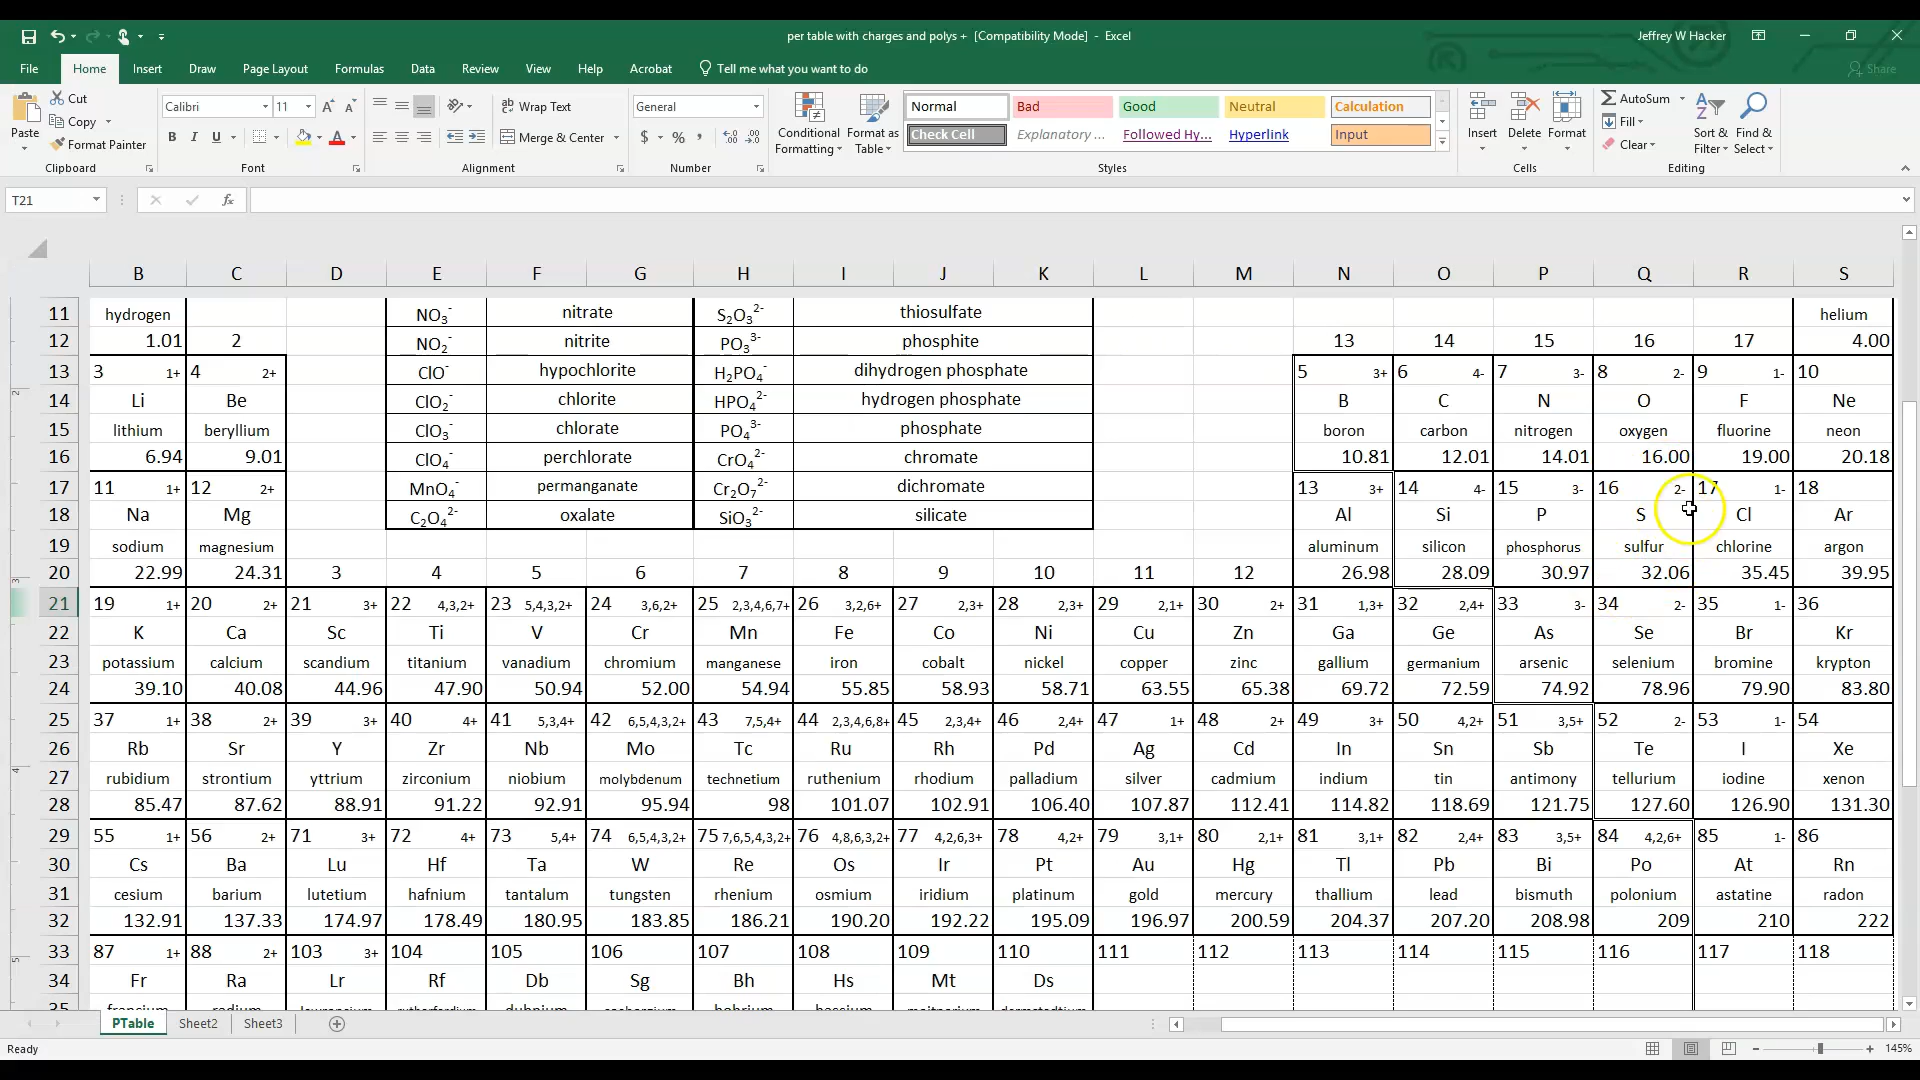 per table with charges and polys + [Compatibility Mode] - Excel
Jeffrey W Hacker
File Home Insert Draw Page Layout Formulas Data Review View Help Acrobat Tell me what you want to do Share
Cut Calibri 11 Wrap Text General Normal Bad Good Neutral Calculation AutoSum
Paste Copy Merge & Center Conditional Formatting Format as Table Check Cell Explanatory ... Followed Hy... Hyperlink Input Insert Delete Format Fill Sort & Filter Find & Select
Format Painter Clear
Clipboard Font Alignment Number Styles Cells Editing
T21 fx
B C D E F G H I J K L M N O P Q R S
11 hydrogen NO₃⁻ nitrate S₂O₃²⁻ thiosulfate helium
12 1.01 2 NO₂⁻ nitrite PO₃³⁻ phosphite 13 14 15 16 17 4.00
13 3 1+ 4 2+ ClO⁻ hypochlorite H₂PO₄⁻ dihydrogen phosphate 5 3+ 6 4- 7 3- 8 2- 9 1- 10
14 Li Be ClO₂⁻ chlorite HPO₄²⁻ hydrogen phosphate B C N O F Ne
15 lithium beryllium ClO₃⁻ chlorate PO₄³⁻ phosphate boron carbon nitrogen oxygen fluorine neon
16 6.94 9.01 ClO₄⁻ perchlorate CrO₄²⁻ chromate 10.81 12.01 14.01 16.00 19.00 20.18
17 11 1+ 12 2+ MnO₄⁻ permanganate Cr₂O₇²⁻ dichromate 13 3+ 14 4- 15 3- 16 2- 17 1- 18
18 Na Mg C₂O₄²⁻ oxalate SiO₃²⁻ silicate Al Si P S Cl Ar
19 sodium magnesium aluminum silicon phosphorus sulfur chlorine argon
20 22.99 24.31 3 4 5 6 7 8 9 10 11 12 26.98 28.09 30.97 32.06 35.45 39.95
21 19 1+ 20 2+ 21 3+ 22 4,3,2+ 23 5,4,3,2+ 24 3,6,2+ 25 2,3,4,6,7+ 26 3,2,6+ 27 2,3+ 28 2,3+ 29 2,1+ 30 2+ 31 1,3+ 32 2,4+ 33 3- 34 2- 35 1- 36
22 K Ca Sc Ti V Cr Mn Fe Co Ni Cu Zn Ga Ge As Se Br Kr
23 potassium calcium scandium titanium vanadium chromium manganese iron cobalt nickel copper zinc gallium germanium arsenic selenium bromine krypton
24 39.10 40.08 44.96 47.90 50.94 52.00 54.94 55.85 58.93 58.71 63.55 65.38 69.72 72.59 74.92 78.96 79.90 83.80
25 37 1+ 38 2+ 39 3+ 40 4+ 41 5,3,4+ 42 6,5,4,3,2+ 43 7,5,4+ 44 2,3,4,6,8+ 45 2,3,4+ 46 2,4+ 47 1+ 48 2+ 49 3+ 50 4,2+ 51 3,5+ 52 2- 53 1- 54
26 Rb Sr Y Zr Nb Mo Tc Ru Rh Pd Ag Cd In Sn Sb Te I Xe
27 rubidium strontium yttrium zirconium niobium molybdenum technetium ruthenium rhodium palladium silver cadmium indium tin antimony tellurium iodine xenon
28 85.47 87.62 88.91 91.22 92.91 95.94 98 101.07 102.91 106.40 107.87 112.41 114.82 118.69 121.75 127.60 126.90 131.30
29 55 1+ 56 2+ 71 3+ 72 4+ 73 5,4+ 74 6,5,4,3,2+ 75 7,6,5,4,3,2+ 76 4,8,6,3,2+ 77 4,2,6,3+ 78 4,2+ 79 3,1+ 80 2,1+ 81 3,1+ 82 2,4+ 83 3,5+ 84 4,2,6+ 85 1- 86
30 Cs Ba Lu Hf Ta W Re Os Ir Pt Au Hg Tl Pb Bi Po At Rn
31 cesium barium lutetium hafnium tantalum tungsten rhenium osmium iridium platinum gold mercury thallium lead bismuth polonium astatine radon
32 132.91 137.33 174.97 178.49 180.95 183.85 186.21 190.20 192.22 195.09 196.97 200.59 204.37 207.20 208.98 209 210 222
33 87 1+ 88 2+ 103 3+ 104 105 106 107 108 109 110 111 112 113 114 115 116 117 118
34 Fr Ra Lr Rf Db Sg Bh Hs Mt Ds
PTable Sheet2 Sheet3
Ready 145%